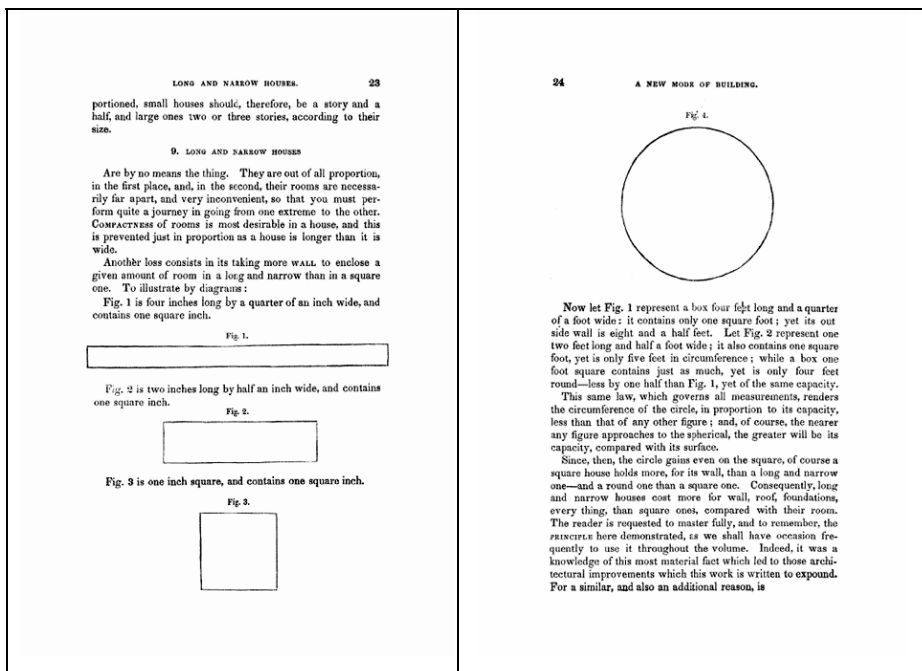 LONG AND NARROW HOUSES. 23
portioned, small houses should, therefore, be a story and a
half, and large ones two or three stories, according to their
size.
9. LONG AND NARROW HOUSES
Are by no means the thing. They are out of all proportion,
in the first place, and, in the second, their rooms are necessa-
rily far apart, and very inconvenient, so that you must per-
form quite a journey in going from one extreme to the other.
COMPACTNESS of rooms is most desirable in a house, and this
is prevented just in proportion as a house is longer than it is
wide.
Another loss consists in its taking more WALL to enclose a
given amount of room in a long and narrow than in a square
one. To illustrate by diagrams:
Fig. 1 is four inches long by a quarter of an inch wide, and
contains one square inch.
Fig. 1.
Fig. 2 is two inches long by half an inch wide, and contains
one square inch.
Fig. 2.
Fig. 3 is one inch square, and contains one square inch.
Fig. 3.
24 A NEW MODE OF BUILDING.
Fig. 4.
Now let Fig. 1 represent a box four feet long and a quarter
of a foot wide: it contains only one square foot; yet its out
side wall is eight and a half feet. Let Fig. 2 represent one
two feet long and half a foot wide; it also contains one square
foot, yet is only five feet in circumference; while a box one
foot square contains just as much, yet is only four feet
round—less by one half than Fig. 1, yet of the same capacity.
This same law, which governs all measurements, renders
the circumference of the circle, in proportion to its capacity,
less than that of any other figure; and, of course, the nearer
any figure approaches to the spherical, the greater will be its
capacity, compared with its surface.
Since, then, the circle gains even on the square, of course a
square house holds more, for its wall, than a long and narrow
one—and a round one than a square one. Consequently, long
and narrow houses cost more for wall, roof, foundations,
every thing, than square ones, compared with their room.
The reader is requested to master fully, and to remember, the
PRINCIPLE here demonstrated, as we shall have occasion fre-
quently to use it throughout the volume. Indeed, it was a
knowledge of this most material fact which led to those archi-
tectural improvements which this work is written to expound.
For a similar, and also an additional reason, is